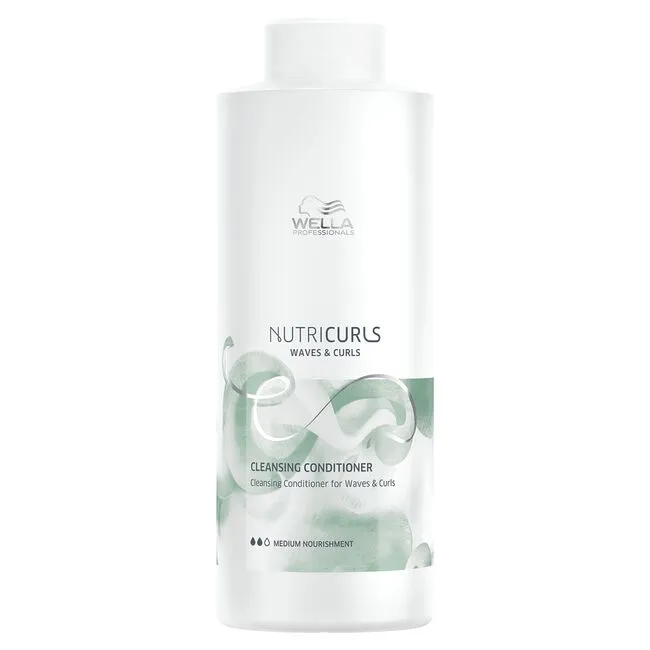 WELLA
PROFESSIONALS
NUTRICURLS
WAVES & CURLS
CLEANSING CONDITIONER
Cleansing Conditioner for Waves & Curls
MEDIUM NOURISHMENT